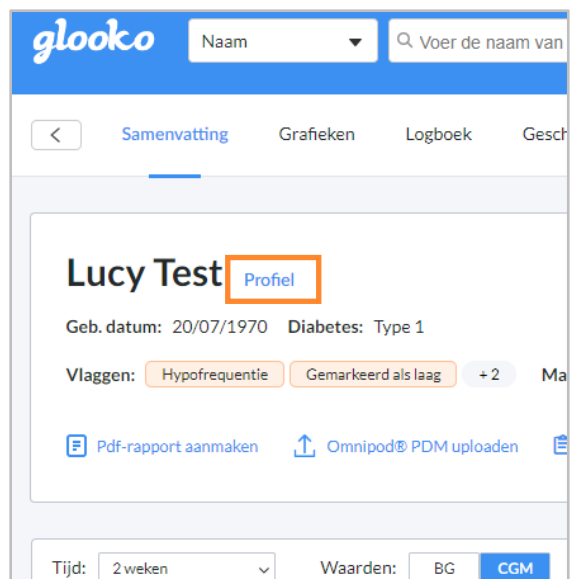 glooko Naam Voer de naam van
Samenvatting Grafieken Logboek Gesch
Lucy Test Profiel
Geb. datum: 20/07/1970 Diabetes: Type 1
Vlaggen: Hypofrequentie Gemarkeerd als laag +2 Ma
Pdf-rapport aanmaken Omnipod® PDM uploaden
Tijd: 2 weken Waarden: BG CGM